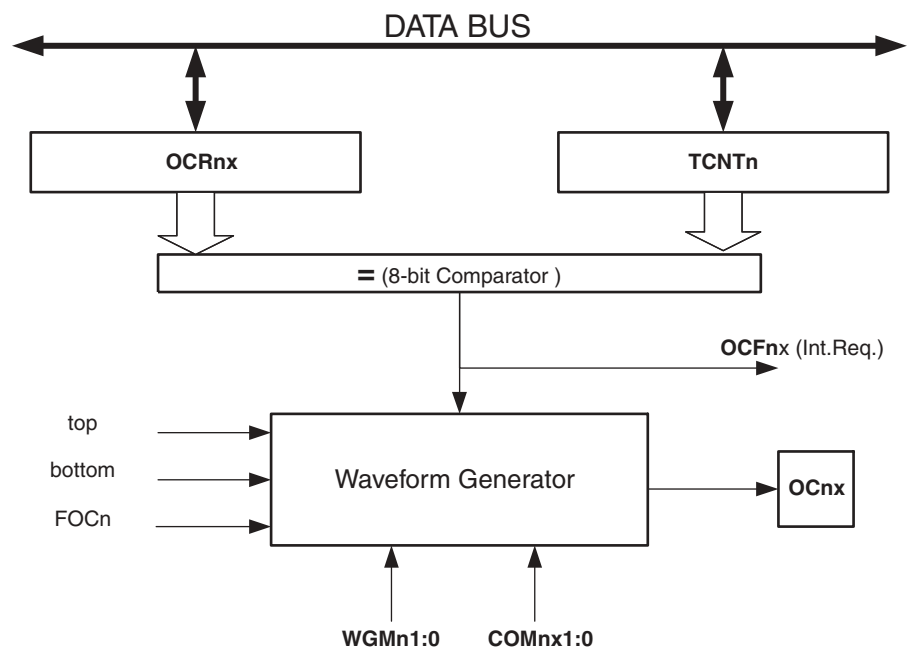 DATA BUS
OCRnx
TCNTn
= (8-bit Comparator )
OCFnx (Int.Req.)
top
bottom
FOCn
Waveform Generator
OCnx
WGMn1:0
COMnx1:0